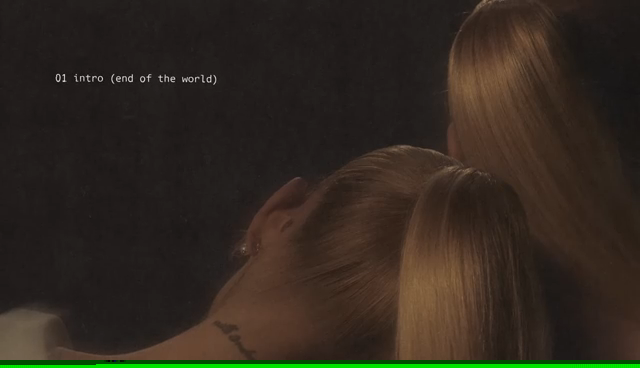 01 intro (end of the world)